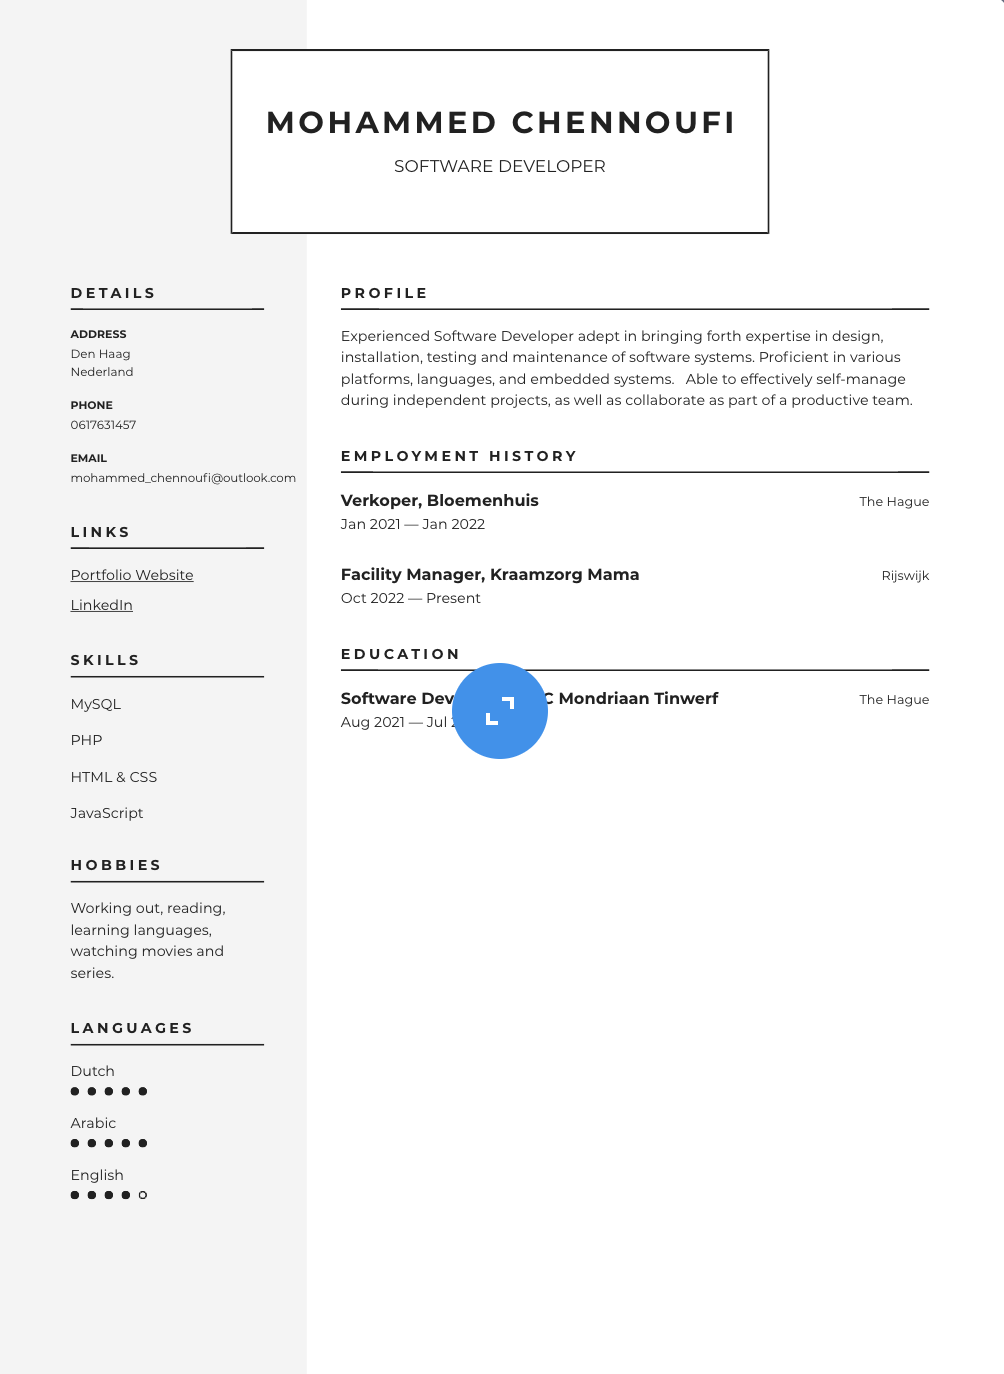 MOHAMMED CHENNOUFI
SOFTWARE DEVELOPER
DETAILS
ADDRESS
Den Haag
Nederland
PHONE
0617631457
EMAIL
mohammed_chennoufi@outlook.com
LINKS
Portfolio Website
LinkedIn
SKILLS
MySQL
PHP
HTML & CSS
JavaScript
HOBBIES
Working out, reading,
learning languages,
watching movies and
series.
LANGUAGES
Dutch
Arabic
English
PROFILE
Experienced Software Developer adept in bringing forth expertise in design,
installation, testing and maintenance of software systems. Proficient in various
platforms, languages, and embedded systems.   Able to effectively self-manage
during independent projects, as well as collaborate as part of a productive team.
EMPLOYMENT HISTORY
Verkoper, Bloemenhuis The Hague
Jan 2021 — Jan 2022
Facility Manager, Kraamzorg Mama Rijswijk
Oct 2022 — Present
EDUCATION
Software Mondriaan Tinwerf The Hague
Aug 2021 — Jul